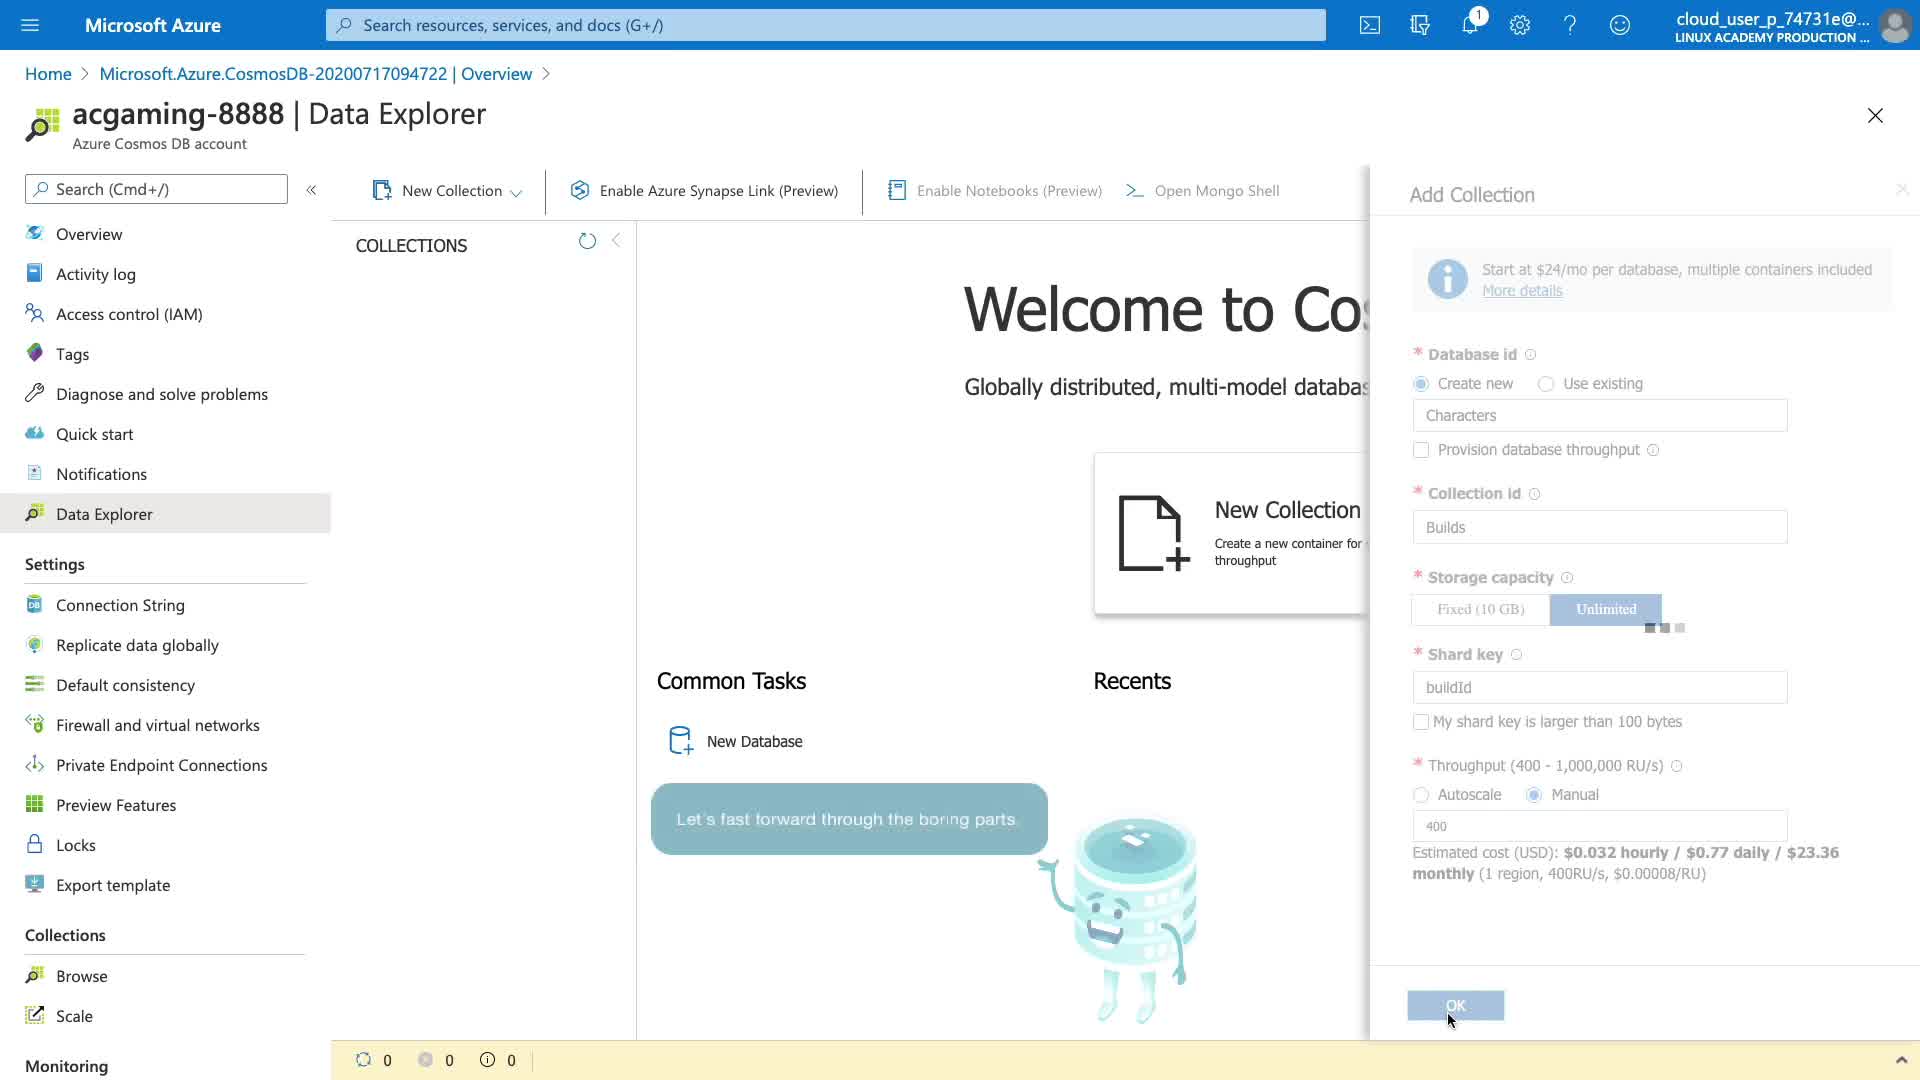 Microsoft Azure
Search resources, services, and docs (G+/)
1
cloud_user_p_74731e@...
LINUX ACADEMY PRODUCTION ...
Home > Microsoft.Azure.CosmosDB-20200717094722 | Overview >
acgaming-8888 | Data Explorer
Azure Cosmos DB account
Search (Cmd+/)
«
Overview
Activity log
Access control (IAM)
Tags
Diagnose and solve problems
Quick start
Notifications
Data Explorer
Settings
Connection String
Replicate data globally
Default consistency
Firewall and virtual networks
Private Endpoint Connections
Preview Features
Locks
Export template
Collections
Browse
Scale
Monitoring
New Collection
Enable Azure Synapse Link (Preview)
Enable Notebooks (Preview)
Open Mongo Shell
COLLECTIONS
Welcome to Cos
Globally distributed, multi-model databas
New Collection
Create a new container for
throughput
Common Tasks
Recents
New Database
Let's fast forward through the boring parts.
0 0 0
Add Collection
Start at $24/mo per database, multiple containers included
More details
* Database id
Create new Use existing
Characters
Provision database throughput
* Collection id
Builds
* Storage capacity
Fixed (10 GB) Unlimited
* Shard key
buildId
My shard key is larger than 100 bytes
* Throughput (400 - 1,000,000 RU/s)
Autoscale Manual
400
Estimated cost (USD): $0.032 hourly / $0.77 daily / $23.36
monthly (1 region, 400RU/s, $0.00008/RU)
OK